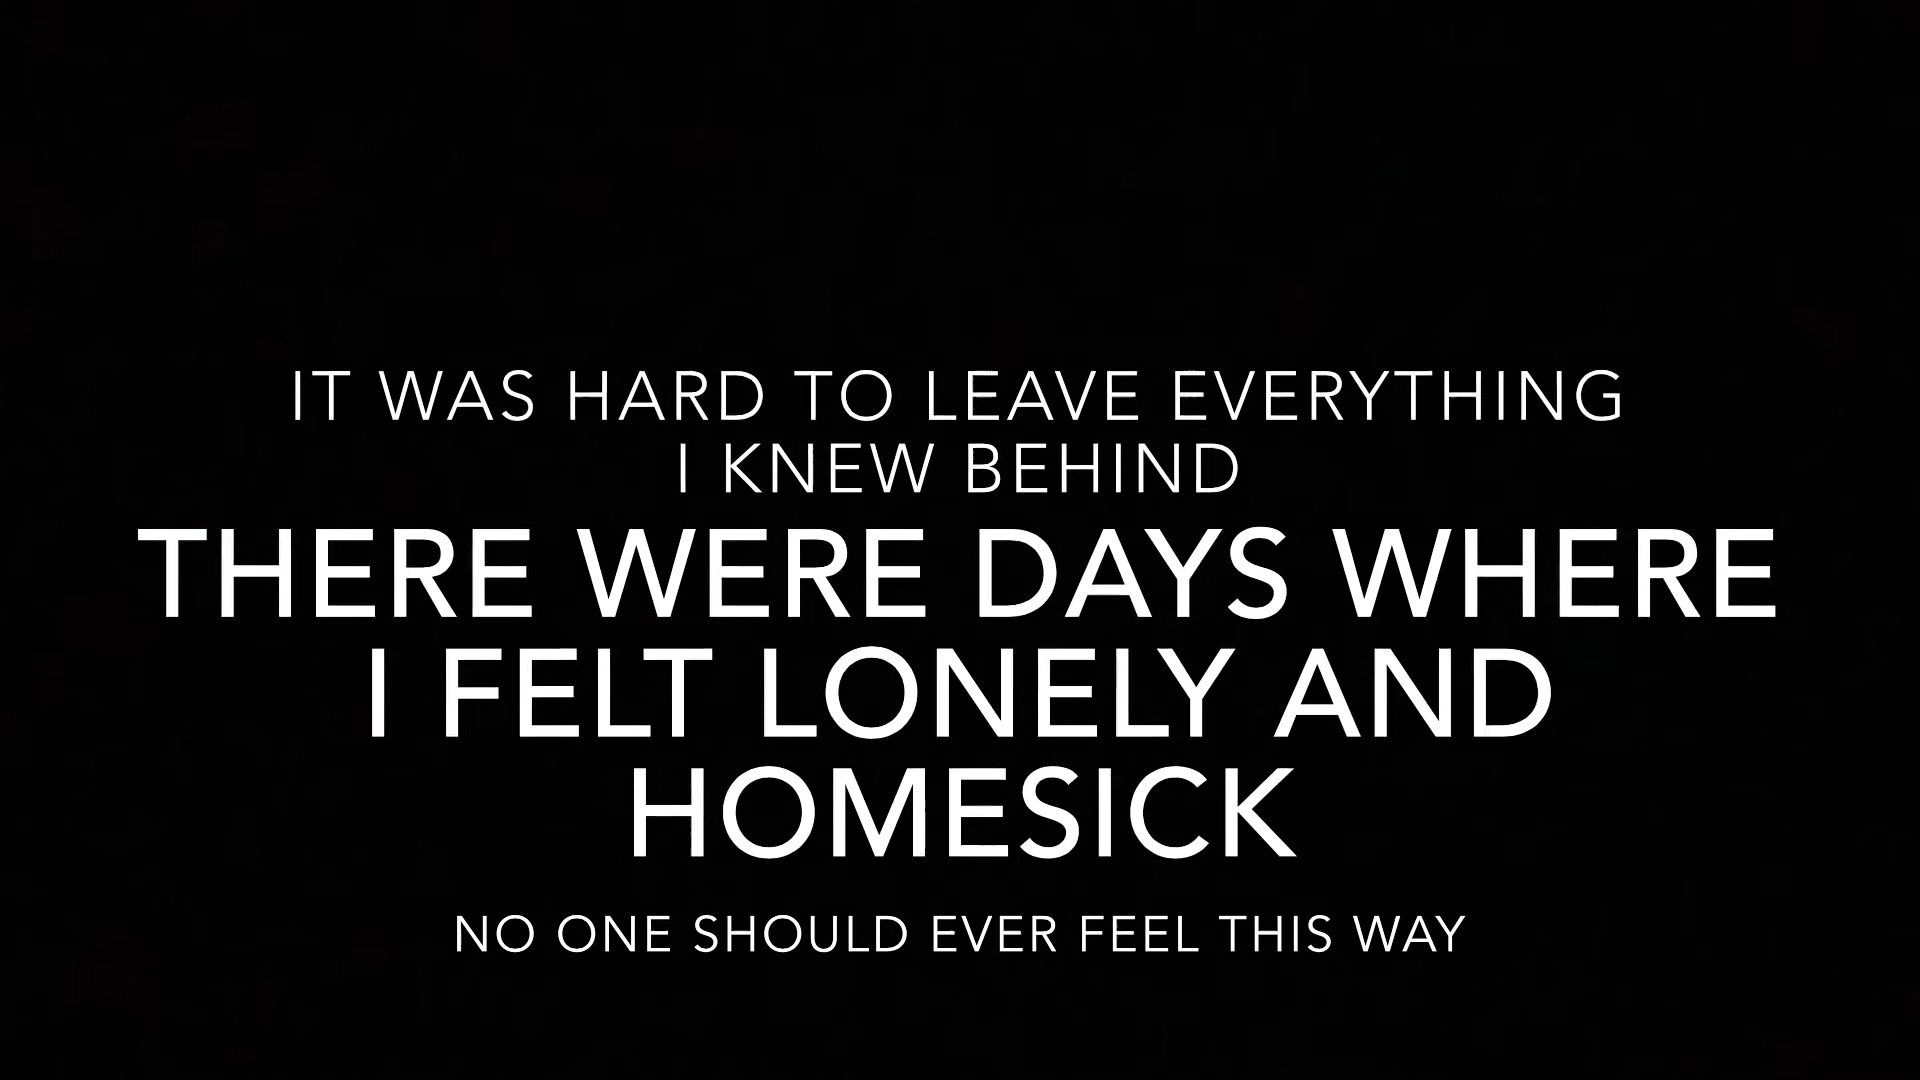 IT WAS HARD TO LEAVE EVERYTHING
I KNEW BEHIND
THERE WERE DAYS WHERE
I FELT LONELY AND
HOMESICK
NO ONE SHOULD EVER FEEL THIS WAY